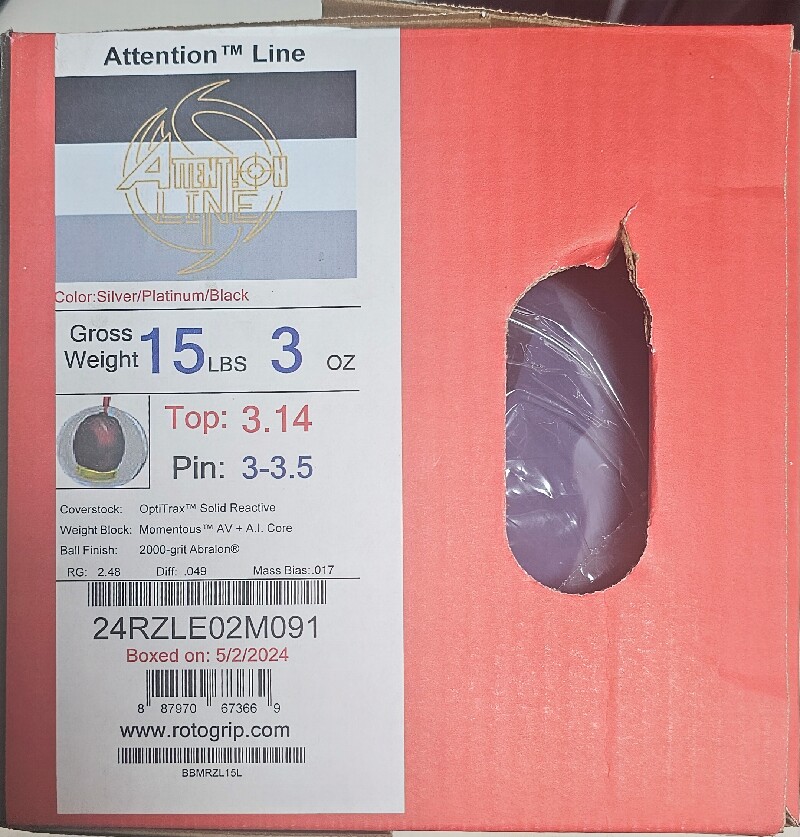 Attention™ Line
ATTENT!ON
LINE
Color:Silver/Platinum/Black
Gross Weight 15 LBS 3 OZ
Top: 3.14
Pin: 3-3.5
Coverstock: OptiTrax™ Solid Reactive
Weight Block: Momentous™ AV + A.I. Core
Ball Finish: 2000-grit Abralon®
RG: 2.48 Diff: .049 Mass Bias:.017
24RZLE02M091
Boxed on: 5/2/2024
8 87970 67366 9
www.rotogrip.com
BBMRZL15L